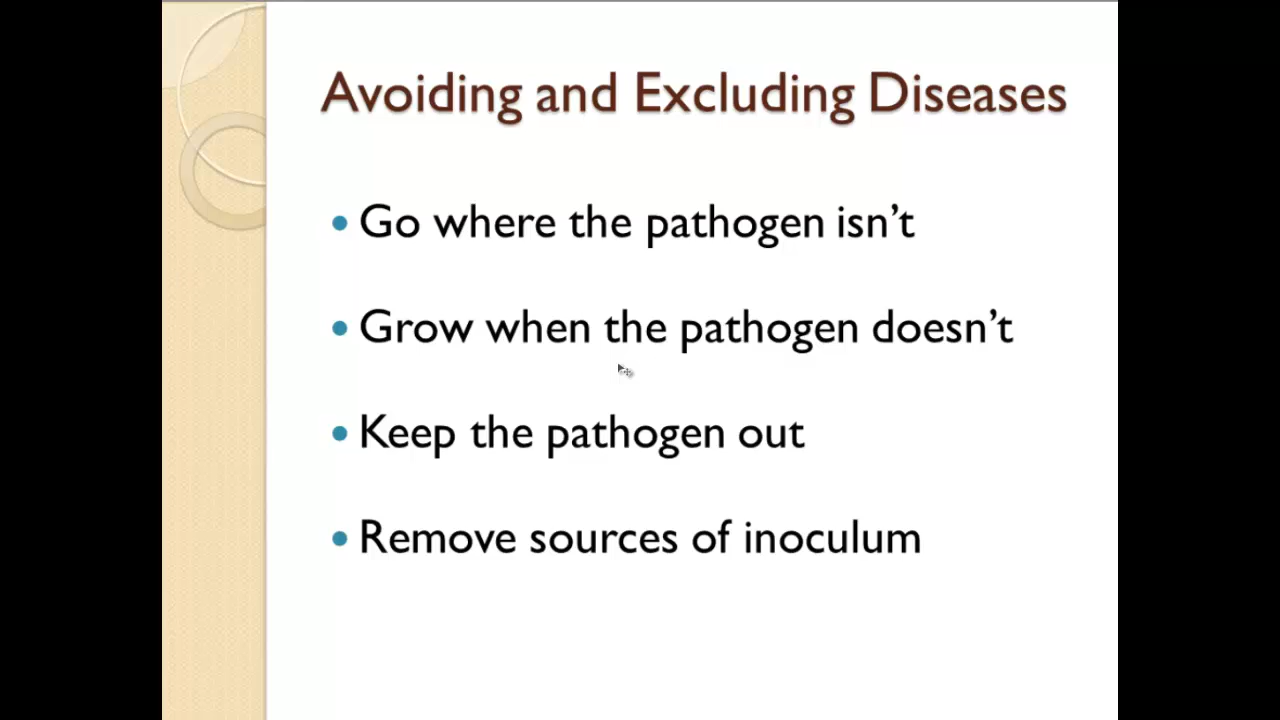 Avoiding and Excluding Diseases
• Go where the pathogen isn’t
• Grow when the pathogen doesn’t
• Keep the pathogen out
• Remove sources of inoculum